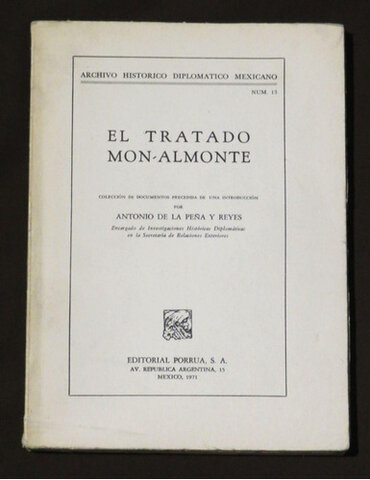 ARCHIVO HISTORICO DIPLOMATICO MEXICANO
NUM. 13
EL TRATADO
MON-ALMONTE
COLECCIÓN DE DOCUMENTOS PRECEDIDA DE UNA INTRODUCCIÓN
POR
ANTONIO DE LA PEÑA Y REYES
Encargado de Investigaciones Históricas Diplomáticas
en la Secretaría de Relaciones Exteriores
EDITORIAL PORRUA, S. A.
AV. REPUBLICA ARGENTINA, 15
MEXICO, 1971